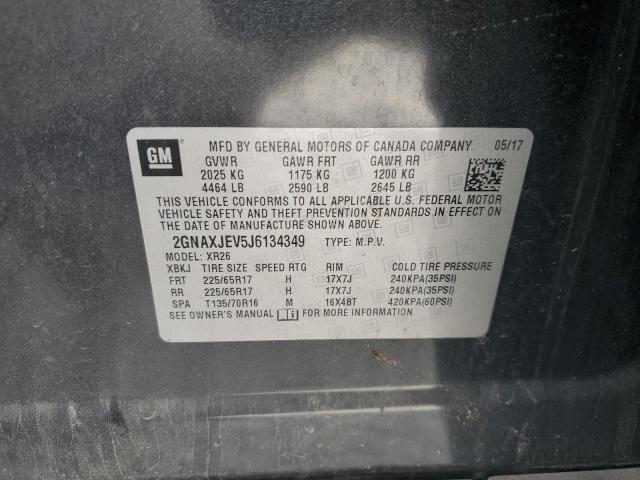 GM
MFD BY GENERAL MOTORS OF CANADA COMPANY 05/17
GVWR GAWR FRT GAWR RR
2025 KG 1175 KG 1200 KG
4464 LB 2590 LB 2645 LB
THIS VEHICLE CONFORMS TO ALL APPLICABLE U.S. FEDERAL MOTOR
VEHICLE SAFETY AND THEFT PREVENTION STANDARDS IN EFFECT ON
THE DATE OF MANUFACTURE SHOWN ABOVE.
2GNAXJEV5J6134349 TYPE: M.P.V.
MODEL: XR26
XBKJ TIRE SIZE SPEED RTG RIM COLD TIRE PRESSURE
FRT 225/65R17 H 17X7J 240KPA(35PSI)
RR 225/65R17 H 17X7J 240KPA(35PSI)
SPA T135/70R16 M 16X4BT 420KPA(60PSI)
SEE OWNER'S MANUAL FOR MORE INFORMATION.